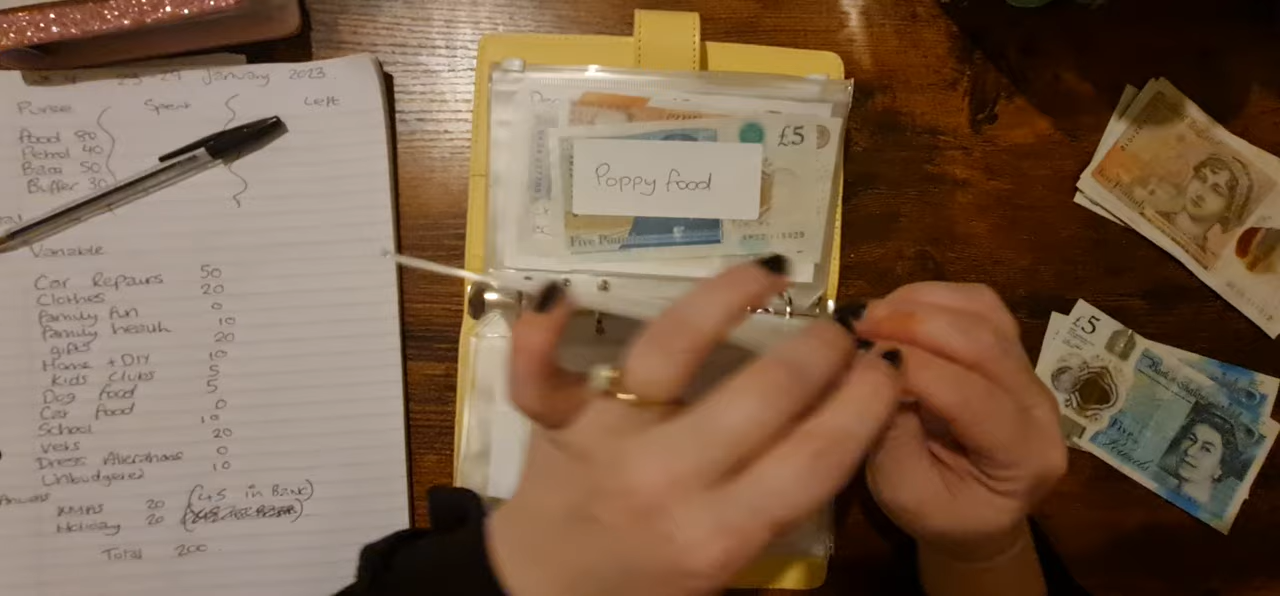 23-29 January 2023
Purse Spent Left
Food 80
Petrol 40
50
Buffer 30
Variable
Car Repairs 50
Clothes 20
Family fun 0
Family health 10
gifts 20
Home + DIY 10
Kids Clubs 5
Dog food 5
Cat food 0
School 10
Vets 20
Dress Alterations 0
Unbudgeted 10
XMAS 20 (45 in BANK)
Holiday 20
Total 200
£5
Poppy food
Five Pounds
£5
Five
Pounds